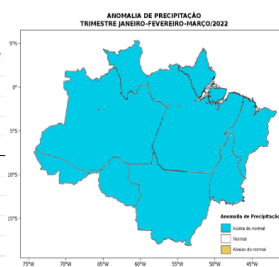 ANOMALIA DE PRECIPITAÇÃO
TRIMESTRE JANEIRO-FEVEREIRO-MARÇO/2022
5°N
0°
5°S
10°S
15°S
Anomalia de Precipitação
Acima do normal
Normal
Abaixo do normal
75°W 70°W 65°W 60°W 55°W 50°W 45°W